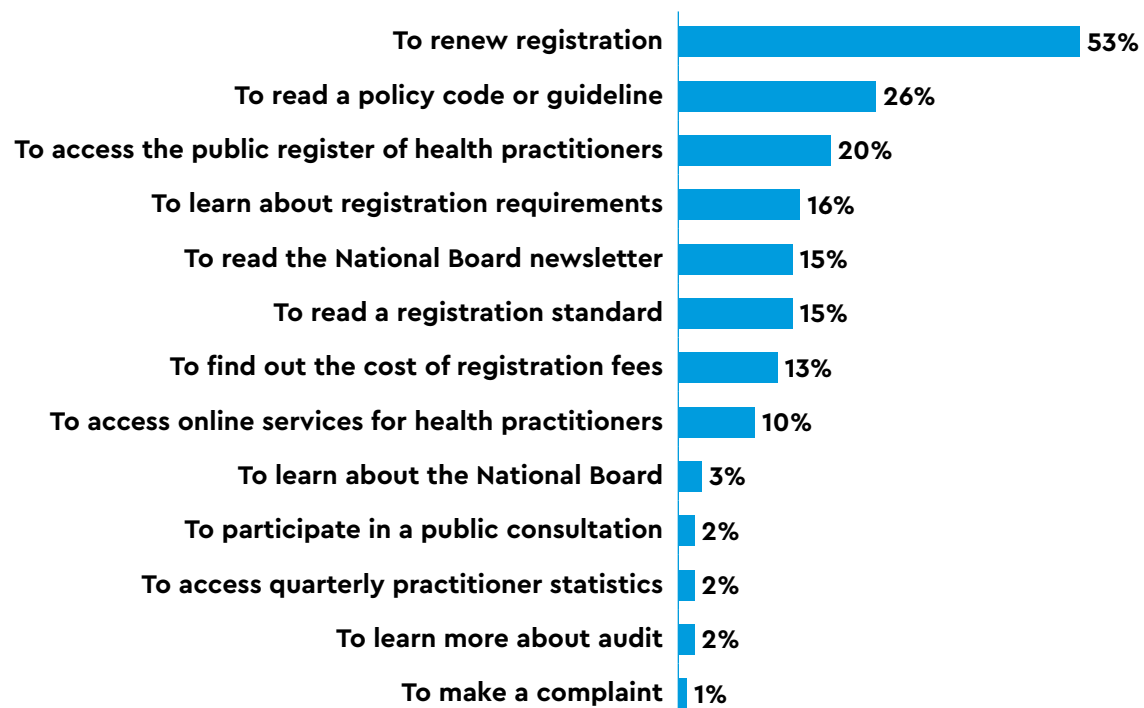 To renew registration 53%
To read a policy code or guideline 26%
To access the public register of health practitioners 20%
To learn about registration requirements 16%
To read the National Board newsletter 15%
To read a registration standard 15%
To find out the cost of registration fees 13%
To access online services for health practitioners 10%
To learn about the National Board 3%
To participate in a public consultation 2%
To access quarterly practitioner statistics 2%
To learn more about audit 2%
To make a complaint 1%